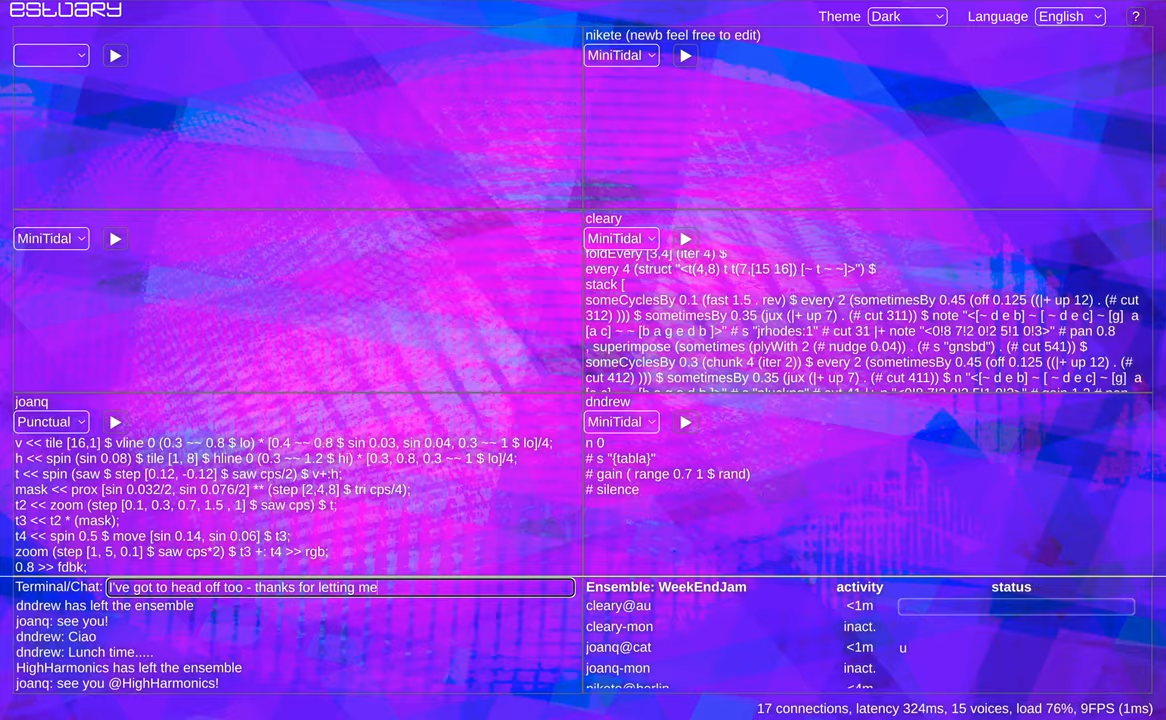 estuary
Theme Dark Language English ?
nikete (newb feel free to edit)
MiniTidal
MiniTidal
cleary
MiniTidal
foldEvery [3,4] (iter 4) $
every 4 (struct "<t(4,8) t t(7,[15 16]) [~ t ~ ~]>") $
stack [
someCyclesBy 0.1 (fast 1.5 . rev) $ every 2 (sometimesBy 0.45 (off 0.125 ((|+ up 12) . (# cut
312) ))) $ sometimesBy 0.35 (jux (|+ up 7) . (# cut 311)) $ note "<[~ d e b] ~ [ ~ d e c] ~ [g]  a
[a c] ~ ~ [b a g e d b ]>" # s "jrhodes:1" # cut 31 |+ note "<0!8 7!2 0!2 5!1 0!3>" # pan 0.8
, superimpose (sometimes (plyWith 2 (# nudge 0.04)) . (# s "gnsbd") . (# cut 541)) $
someCyclesBy 0.3 (chunk 4 (iter 2)) $ every 2 (sometimesBy 0.45 (off 0.125 ((|+ up 12) . (#
cut 412) ))) $ sometimesBy 0.35 (jux (|+ up 7) . (# cut 411)) $ n "<[~ d e b] ~ [ ~ d e c] ~ [g]  a
joanq
Punctual
v << tile [16,1] $ vline 0 (0.3 ~~ 0.8 $ lo) * [0.4 ~~ 0.8 $ sin 0.03, sin 0.04, 0.3 ~~ 1 $ lo]/4;
h << spin (sin 0.08) $ tile [1, 8] $ hline 0 (0.3 ~~ 1.2 $ hi) * [0.3, 0.8, 0.3 ~~ 1 $ lo]/4;
t << spin (saw $ step [0.12, -0.12] $ saw cps/2) $ v+:h;
mask << prox [sin 0.032/2, sin 0.076/2] ** (step [2,4,8] $ tri cps/4);
t2 << zoom (step [0.1, 0.3, 0.7, 1.5 , 1] $ saw cps) $ t;
t3 << t2 * (mask);
t4 << spin 0.5 $ move [sin 0.14, sin 0.06] $ t3;
zoom (step [1, 5, 0.1] $ saw cps*2) $ t3 +: t4 >> rgb;
0.8 >> fdbk;
dndrew
MiniTidal
n 0
# s "{tabla}"
# gain ( range 0.7 1 $ rand)
# silence
Terminal/Chat: I've got to head off too - thanks for letting me
dndrew has left the ensemble
joanq: see you!
dndrew: Ciao
dndrew: Lunch time.....
HighHarmonics has left the ensemble
joanq: see you @HighHarmonics!
Ensemble: WeekEndJam activity status
cleary@au <1m
cleary-mon inact.
joanq@cat <1m u
joanq-mon inact.
nikete@berlin <4m
17 connections, latency 324ms, 15 voices, load 76%, 9FPS (1ms)